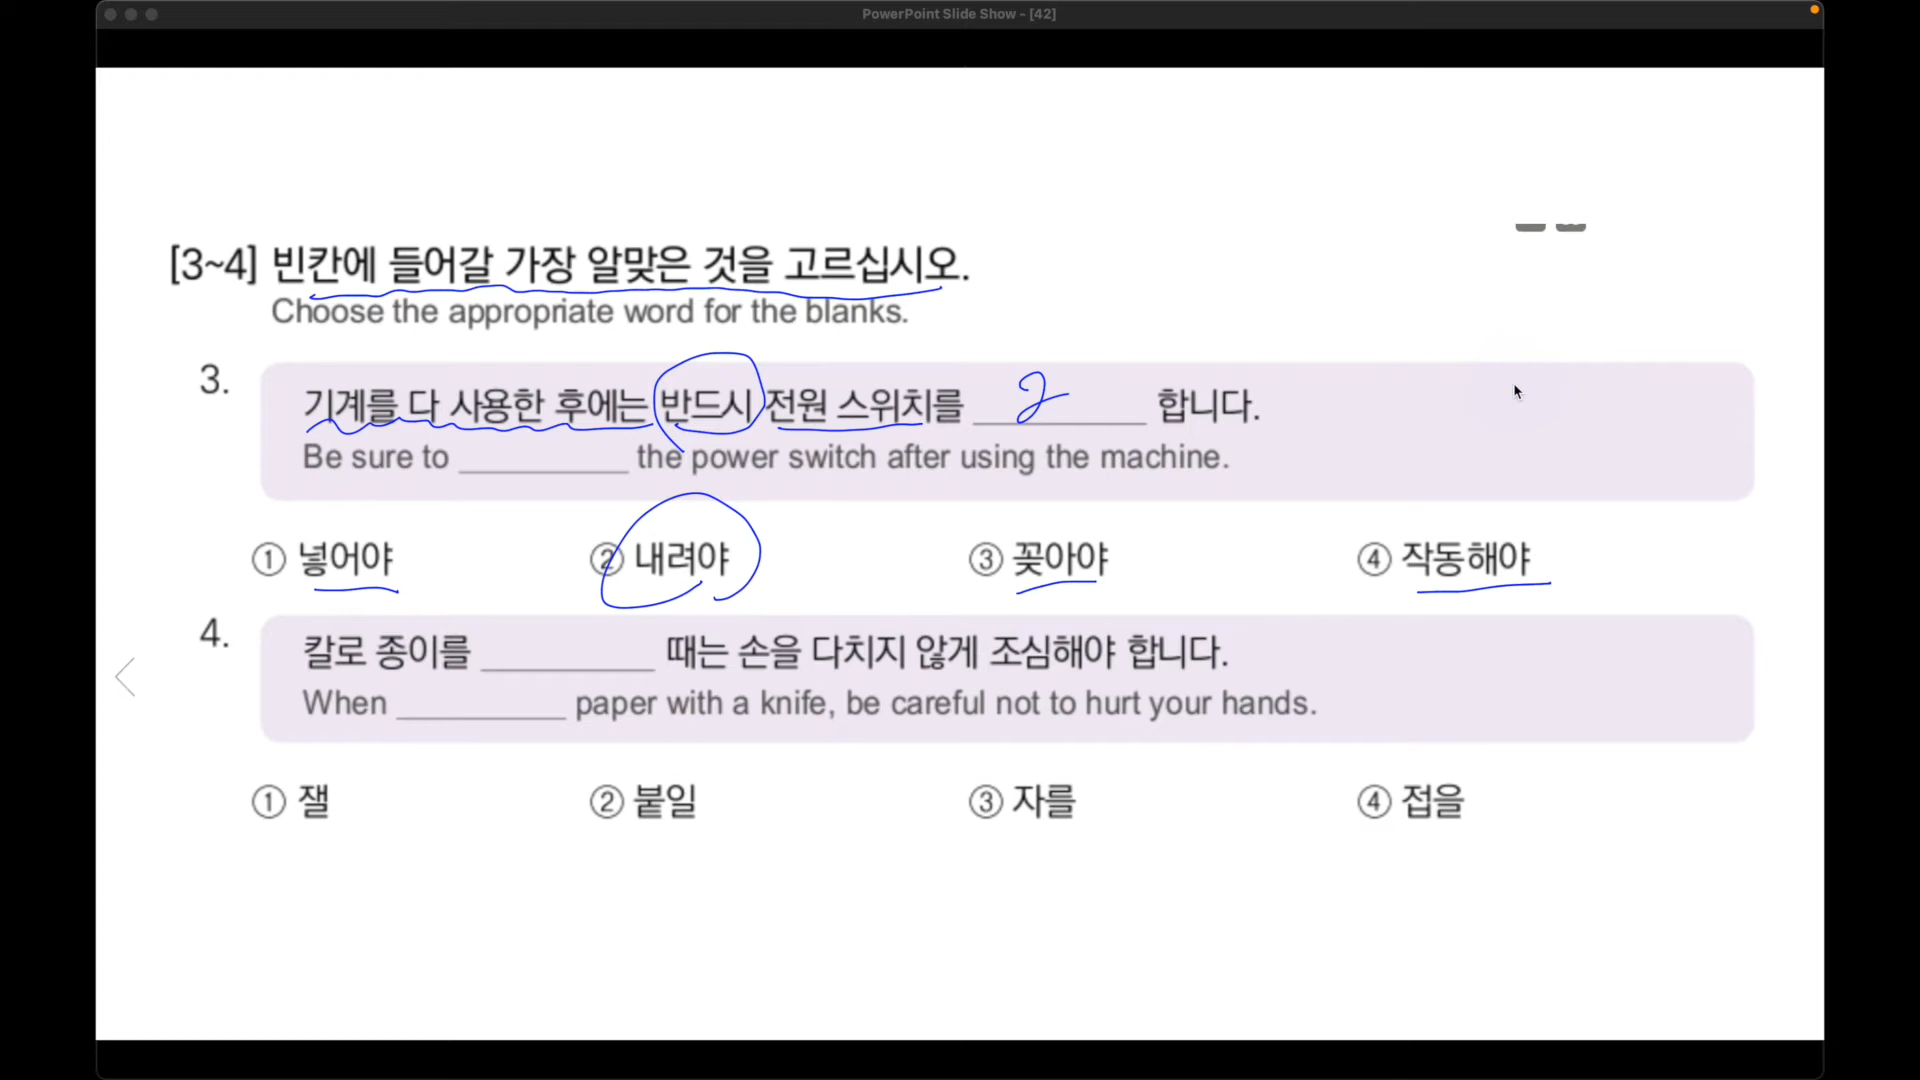 PowerPoint Slide Show - [42]
[3~4] 빈칸에 들어갈 가장 알맞은 것을 고르십시오.
Choose the appropriate word for the blanks.
3. 기계를 다 사용한 후에는 반드시 전원 스위치를 ____2____ 합니다.
Be sure to __________ the power switch after using the machine.
① 넣어야 ② 내려야 ③ 꽂아야 ④ 작동해야
4. 칼로 종이를 __________ 때는 손을 다치지 않게 조심해야 합니다.
When __________ paper with a knife, be careful not to hurt your hands.
① 잴 ② 붙일 ③ 자를 ④ 접을